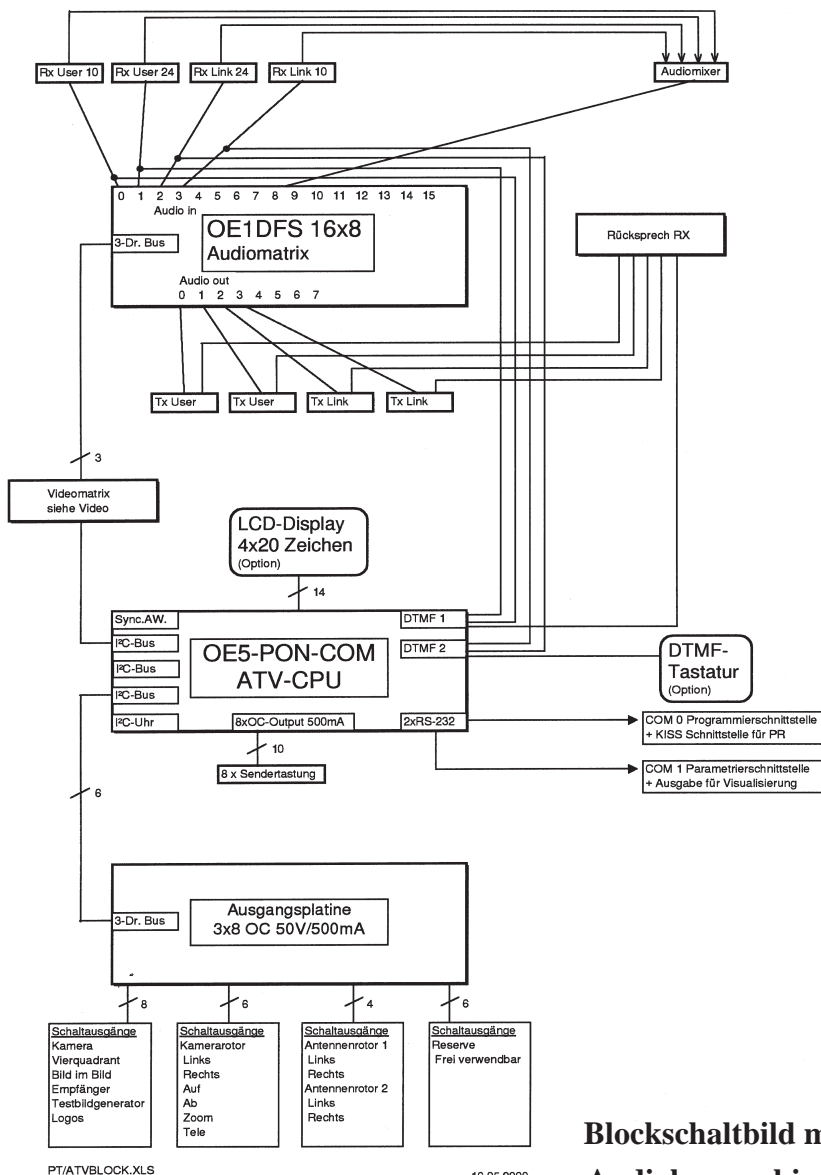 Rx User 10
Rx User 24
Rx Link 24
Rx Link 10
Audiomixer
0 1 2 3 4 5 6 7 8 9 10 11 12 13 14 15
Audio in
OE1DFS 16x8
Audiomatrix
3-Dr. Bus
Rücksprech RX
Audio out
0 1 2 3 4 5 6 7
Tx User
Tx User
Tx Link
Tx Link
3
Videomatrix
siehe Video
LCD-Display
4x20 Zeichen
(Option)
14
Sync.AW.
I²C-Bus
I²C-Bus
I²C-Bus
I²C-Uhr
OE5-PON-COM
ATV-CPU
DTMF 1
DTMF 2
8xOC-Output 500mA
2xRS-232
DTMF-
Tastatur
(Option)
10
8 x Sendertastung
COM 0 Programmierschnittstelle
+ KISS Schnittstelle für PR
COM 1 Parametrierschnittstelle
+ Ausgabe für Visualisierung
6
3-Dr. Bus
Ausgangsplatine
3x8 OC 50V/500mA
8
6
4
6
Schaltausgänge
Kamera
Vierquadrant
Bild im Bild
Empfänger
Testbildgenerator
Logos
Schaltausgänge
Kamerarotor
Links
Rechts
Auf
Ab
Zoom
Tele
Schaltausgänge
Antennenrotor 1
Links
Rechts
Antennenrotor 2
Links
Rechts
Schaltausgänge
Reserve
Frei verwendbar
Blockschaltbild m
PT/ATVBLOCK.XLS